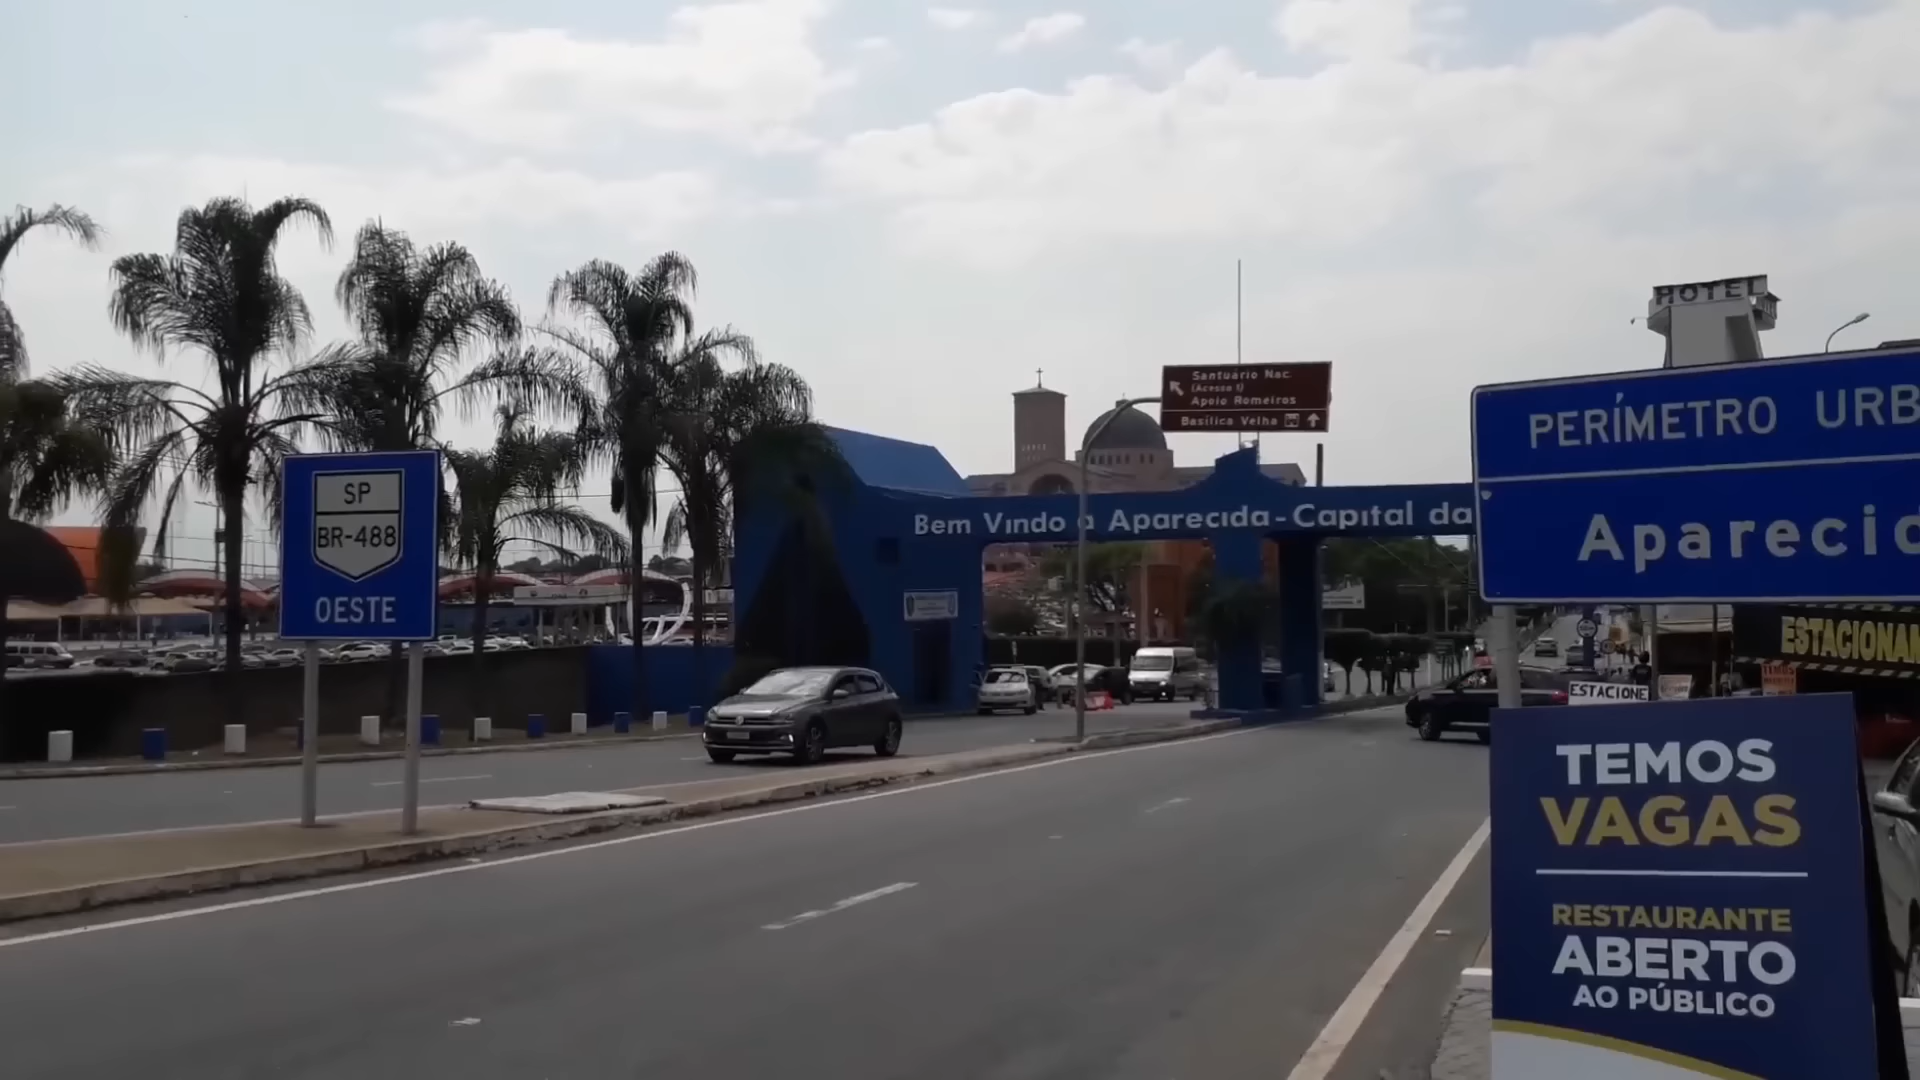 HOTEL
Santuário Nac.
(Acesso 1)
Apoio Romeiros
Basílica Velha
PERÍMETRO URB
Aparecid
SP
BR-488
OESTE
Bem Vindo a Aparecida - Capital da
ESTACIONAM
ESTACIONE
TEMOS
VAGAS
RESTAURANTE
ABERTO
AO PÚBLICO